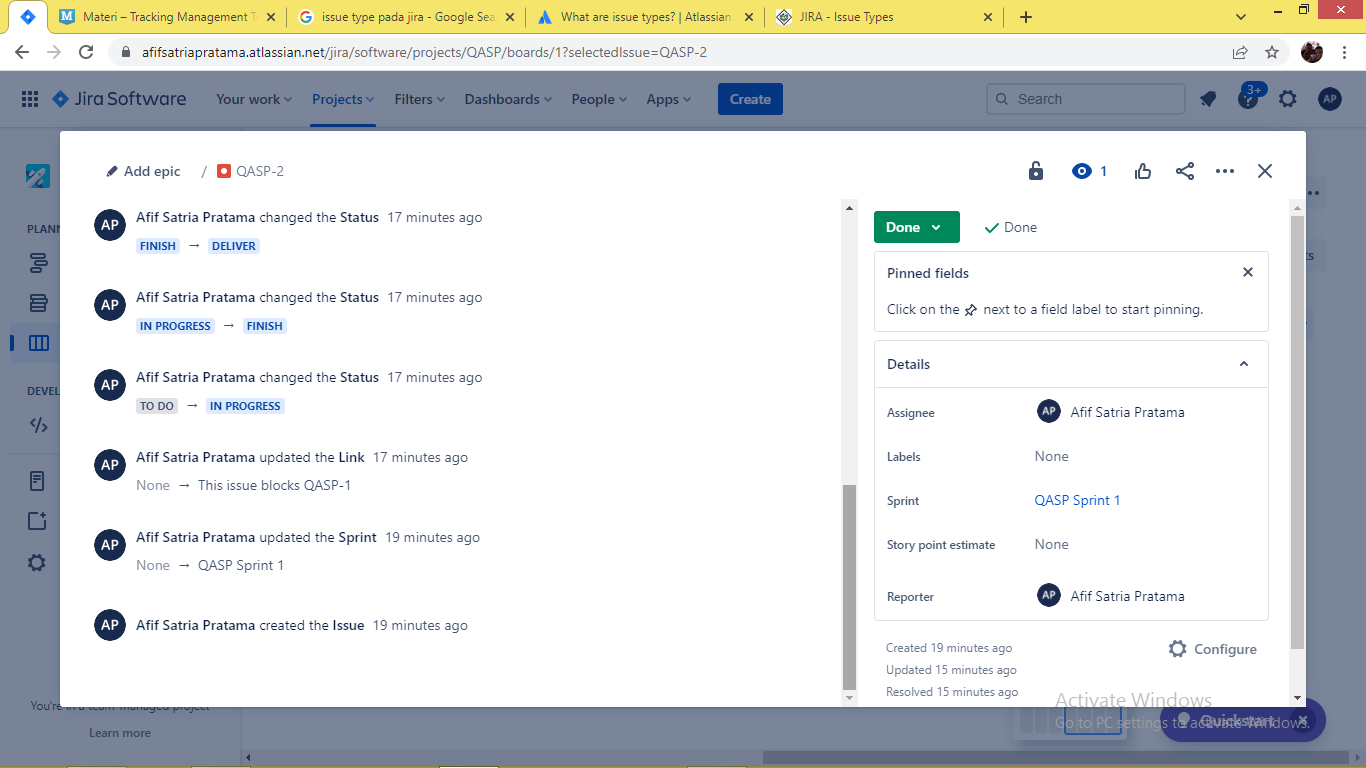 Materi – Tracking Management T
issue type pada jira - Google Sea
What are issue types? | Atlassian
JIRA - Issue Types
afifsatriapratama.atlassian.net/jira/software/projects/QASP/boards/1?selectedIssue=QASP-2
Jira Software
Your work
Projects
Filters
Dashboards
People
Apps
Create
Search
3+
AP
Add epic
/
QASP-2
1
PLANN
DEVEL
AP
Afif Satria Pratama changed the Status 17 minutes ago
FINISH → DELIVER
AP
Afif Satria Pratama changed the Status 17 minutes ago
IN PROGRESS → FINISH
AP
Afif Satria Pratama changed the Status 17 minutes ago
TO DO → IN PROGRESS
AP
Afif Satria Pratama updated the Link 17 minutes ago
None → This issue blocks QASP-1
AP
Afif Satria Pratama updated the Sprint 19 minutes ago
None → QASP Sprint 1
AP
Afif Satria Pratama created the Issue 19 minutes ago
Done
Done
Pinned fields
Click on the next to a field label to start pinning.
Details
Assignee
AP
Afif Satria Pratama
Labels
None
Sprint
QASP Sprint 1
Story point estimate
None
Reporter
AP
Afif Satria Pratama
Created 19 minutes ago
Configure
Updated 15 minutes ago
Resolved 15 minutes ago
You're in a team-managed project
Learn more
Quickstart
Activate Windows
Go to PC settings to activate Windows.